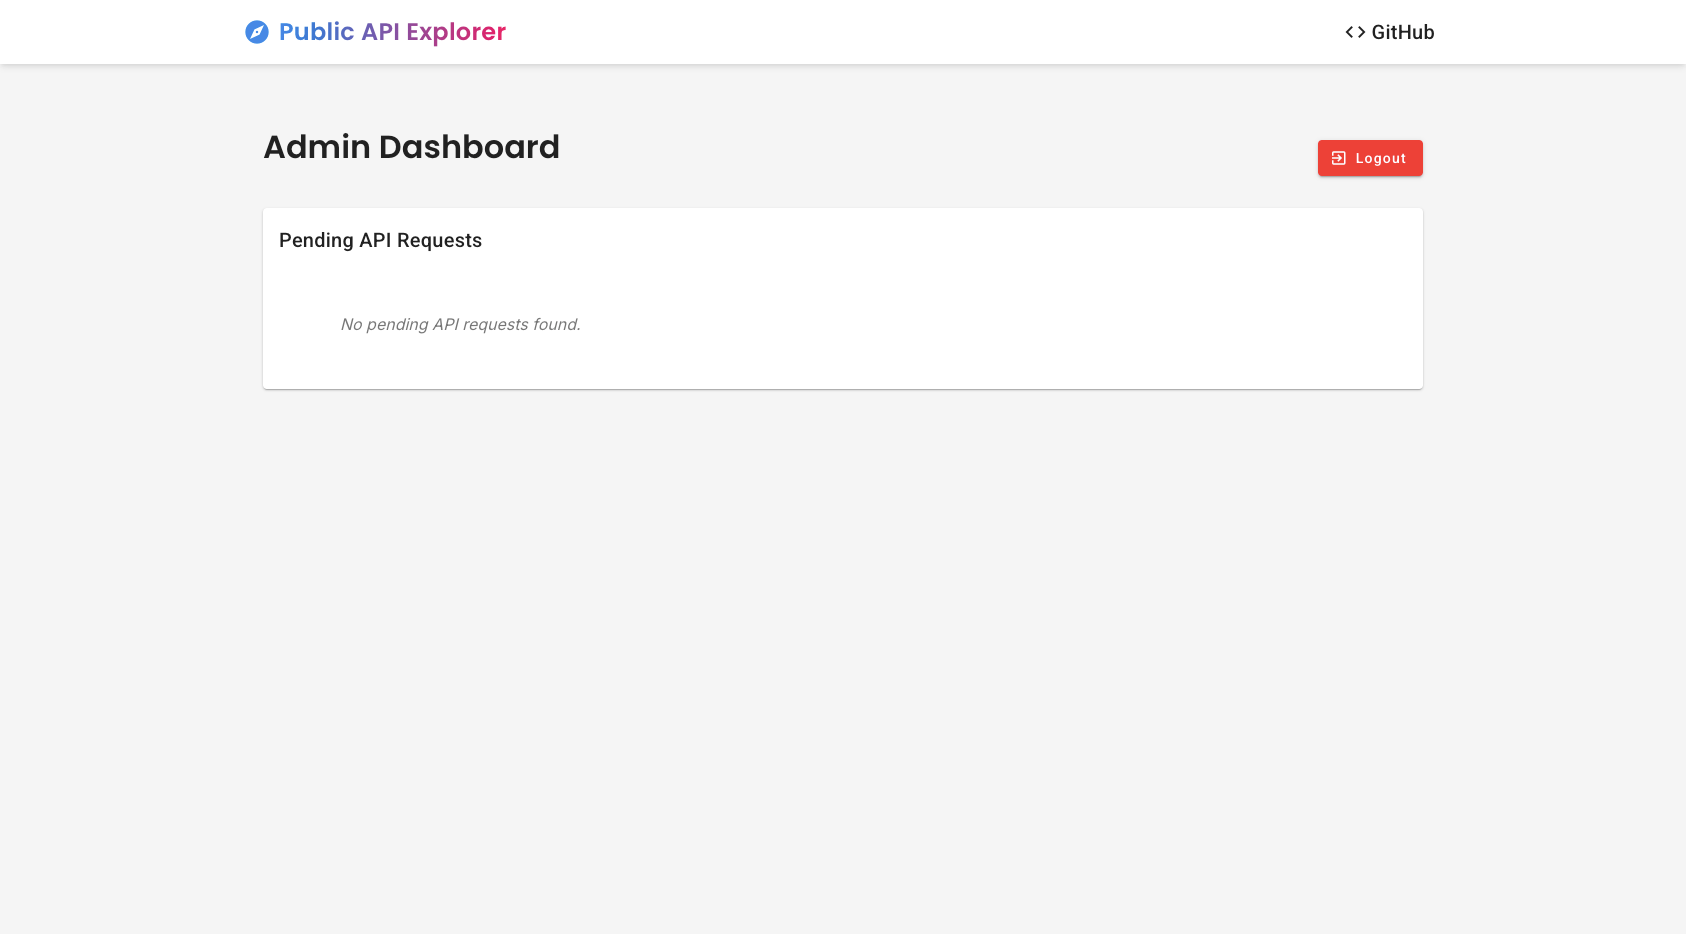 Public API Explorer
GitHub
Admin Dashboard
Logout
Pending API Requests
No pending API requests found.